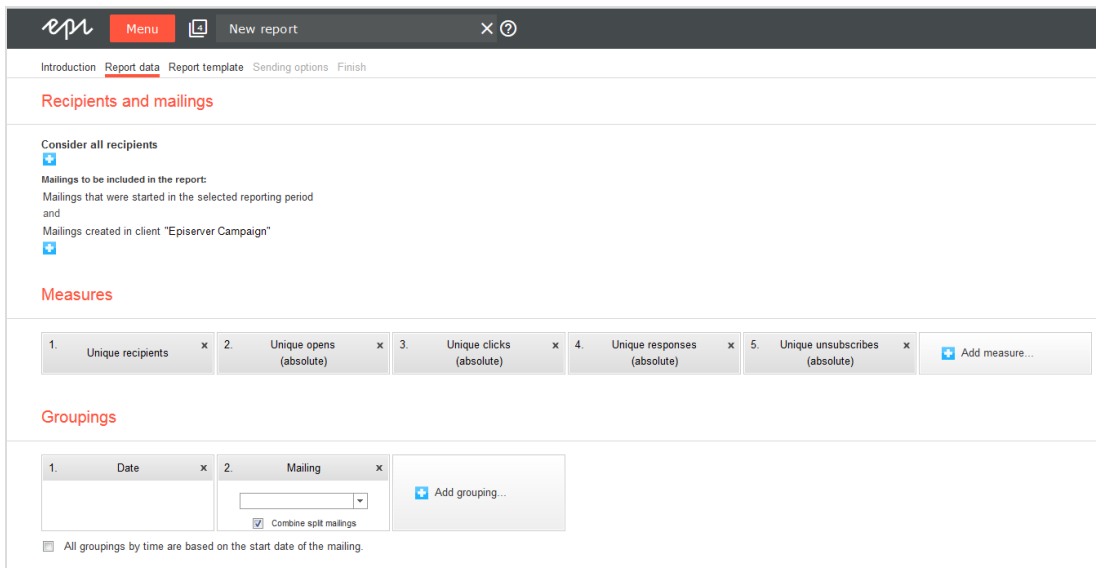 epi Menu 4 New report
Introduction Report data Report template Sending options Finish
Recipients and mailings
Consider all recipients
Mailings to be included in the report:
Mailings that were started in the selected reporting period
and
Mailings created in client "Episerver Campaign"
Measures
1. Unique recipients x
2. Unique opens x
(absolute)
3. Unique clicks x
(absolute)
4. Unique responses x
(absolute)
5. Unique unsubscribes x
(absolute)
Add measure...
Groupings
1. Date x
2. Mailing x
Combine split mailings
Add grouping...
All groupings by time are based on the start date of the mailing.